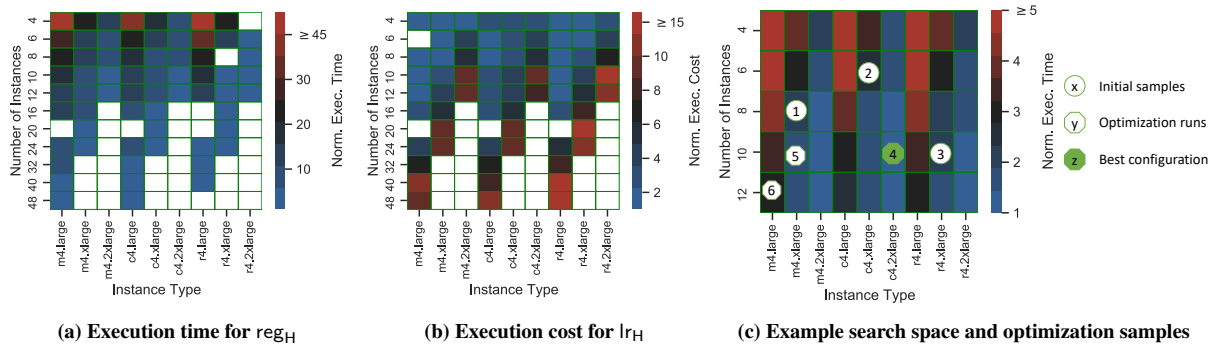 4
6
8
10
12
16
20
32
40
48
Number of Instances
m4.large
m4.xlarge
m4.2xlarge
c4.large
c4.xlarge
c4.2xlarge
r4.large
r4.xlarge
r4.2xlarge
Instance Type
≥ 45
30
20
10
Norm. Exec. Time
(a) Execution time for regH
4
6
8
10
12
16
20
32
40
48
Number of Instances
m4.large
m4.xlarge
m4.2xlarge
c4.large
c4.xlarge
c4.2xlarge
r4.large
r4.xlarge
r4.2xlarge
Instance Type
≥ 15
8
6
4
2
Norm. Exec. Cost
(b) Execution cost for lrH
4
6
8
10
12
Number of Instances
1
2
3
4
5
6
m4.large
m4.xlarge
m4.2xlarge
c4.large
c4.xlarge
c4.2xlarge
r4.large
r4.xlarge
r4.2xlarge
Instance Type
≥ 5
4
3
2
1
Norm. Exec. Time
x Initial samples
y Optimization runs
z Best configuration
(c) Example search space and optimization samples